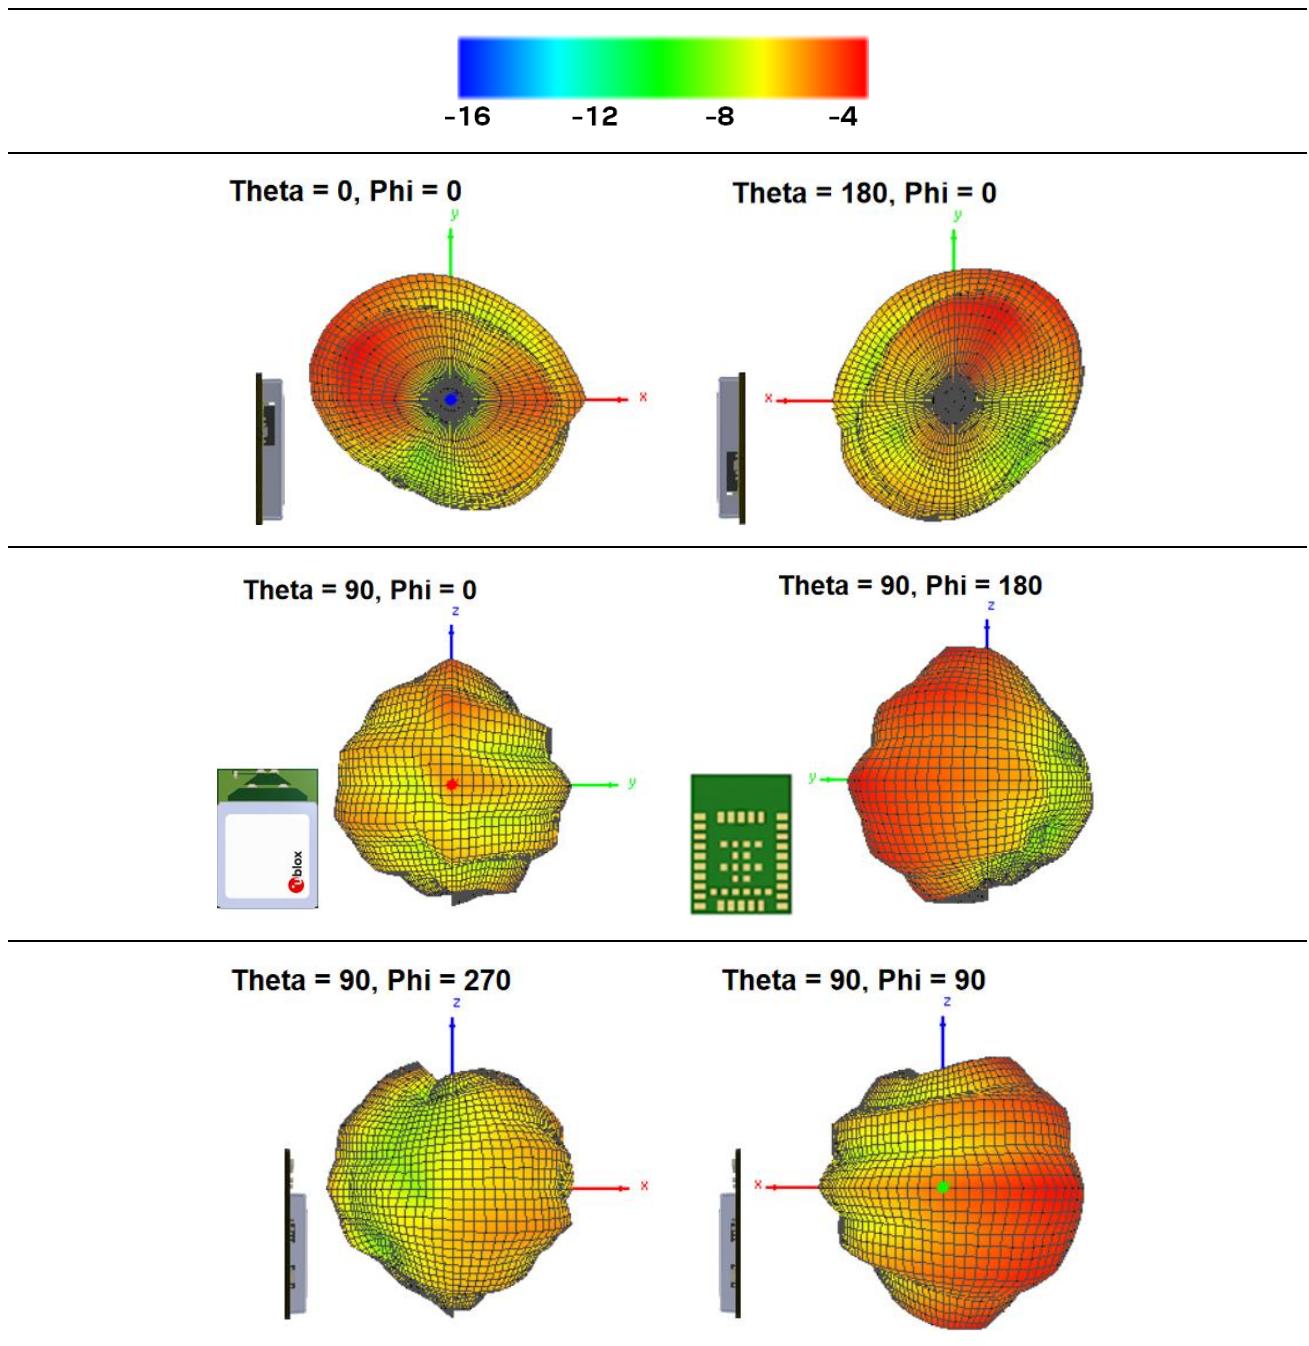 -16 -12 -8 -4
Theta = 0, Phi = 0
Theta = 180, Phi = 0
y
y
x
x
Theta = 90, Phi = 0
Theta = 90, Phi = 180
z
z
y
y
blox
Theta = 90, Phi = 270
Theta = 90, Phi = 90
z
z
x
x